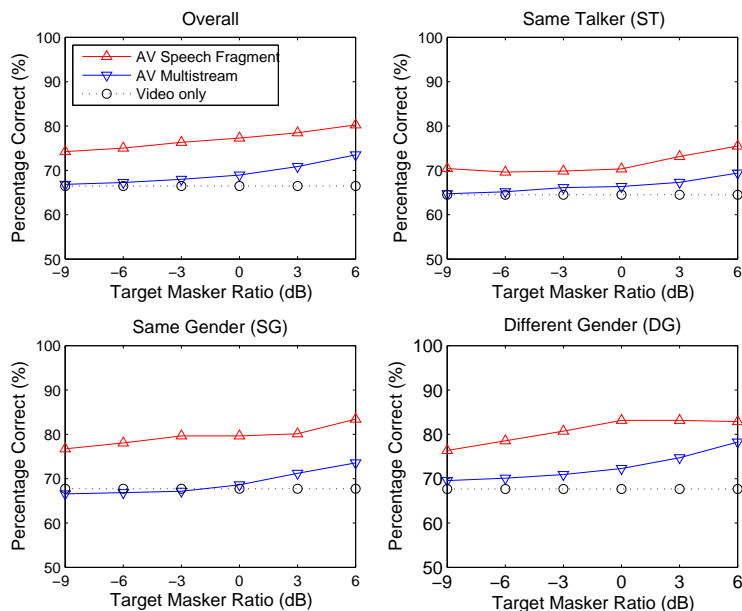 Overall
100
90
80
70
60
50
Percentage Correct (%)
AV Speech Fragment
AV Multistream
Video only
−9 −6 −3 0 3 6
Target Masker Ratio (dB)
Same Talker (ST)
100
90
80
70
60
50
Percentage Correct (%)
−9 −6 −3 0 3 6
Target Masker Ratio (dB)
Same Gender (SG)
100
90
80
70
60
50
Percentage Correct (%)
−9 −6 −3 0 3 6
Target Masker Ratio (dB)
Different Gender (DG)
100
90
80
70
60
50
Percentage Correct (%)
−9 −6 −3 0 3 6
Target Masker Ratio (dB)